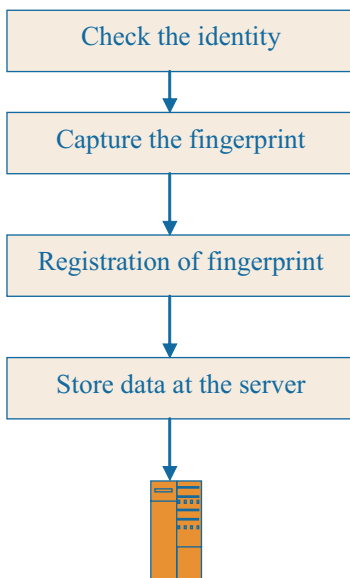 Check the identity
Capture the fingerprint
Registration of fingerprint
Store data at the server